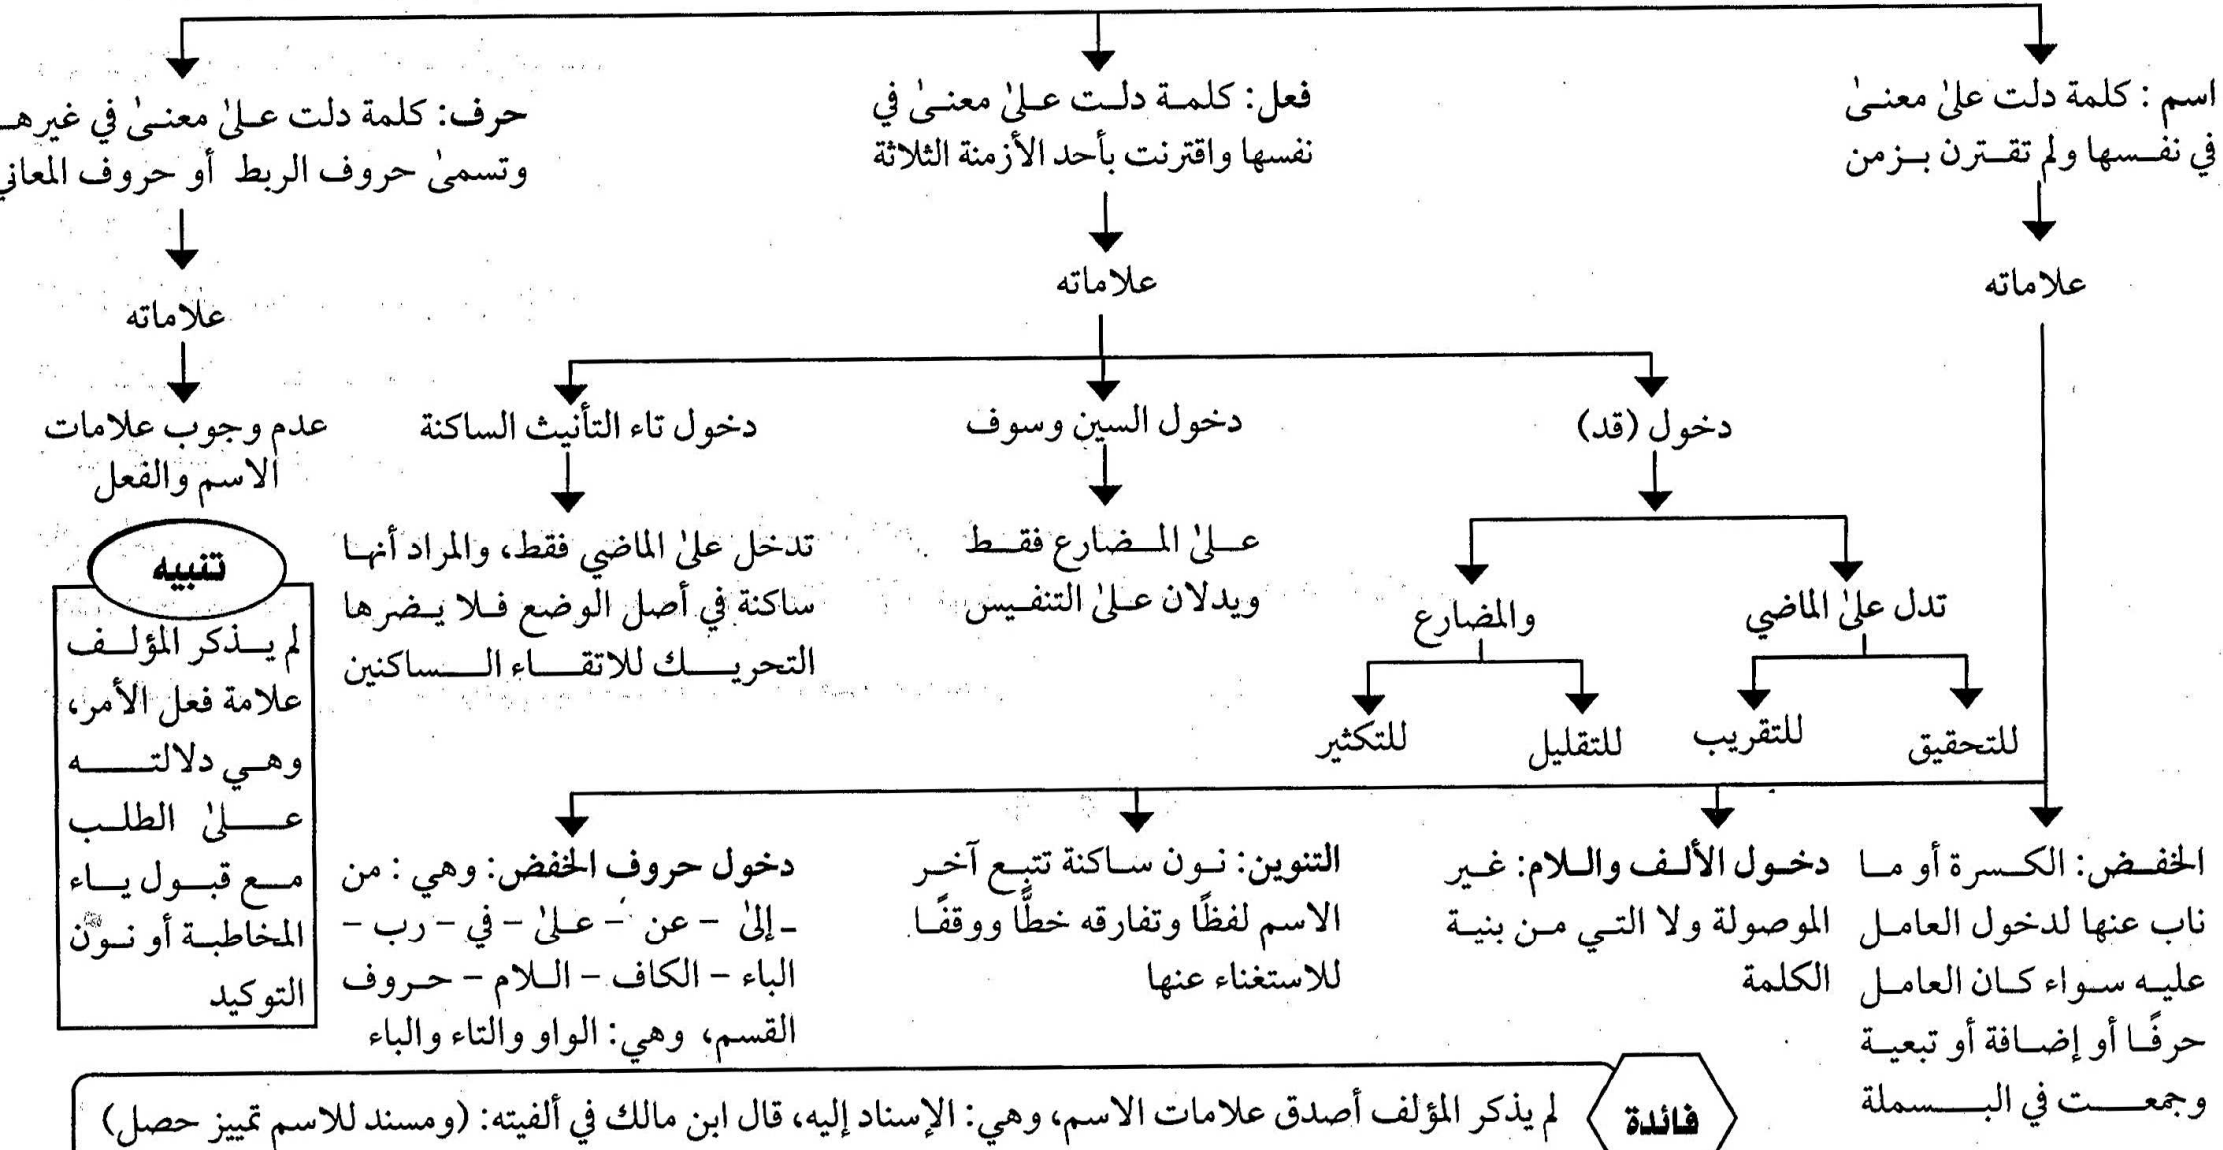 اسم : كلمة دلت علىٰ معنىٰ
في نفسها ولم تقترن بزمن
علاماته
فعل: كلمة دلت علىٰ معنىٰ في
نفسها واقترنت بأحد الأزمنة الثلاثة
علاماته
حرف: كلمة دلت علىٰ معنىٰ في غيرهـ
وتسمىٰ حروف الربط أو حروف المعاني
علاماته
عدم وجوب علامات
الاسم والفعل
دخول (قد)
تدل علىٰ الماضي
للتحقيق
للتقريب
والمضارع
للتقليل
للتكثير
دخول السين وسوف
علىٰ المضارع فقط
ويدلان علىٰ التنفيس
دخول تاء التأنيث الساكنة
تدخل علىٰ الماضي فقط، والمراد أنها
ساكنة في أصل الوضع فلا يضرها
التحريك للاتقاء الساكنين
تنبيه
لم يذكر المؤلف
علامة فعل الأمر،
وهي دلالته
علىٰ الطلب
مع قبول ياء
المخاطبة أو نون
التوكيد
الخفض: الكسرة أو ما
ناب عنها لدخول العامل
عليه سواء كان العامل
حرفًا أو إضافة أو تبعية
وجمعت في البسملة
دخول الألف واللام: غير
الموصولة ولا التي من بنية
الكلمة
التنوين: نون ساكنة تتبع آخر
الاسم لفظًا وتفارقه خطًّا ووقفًا
للاستغناء عنها
دخول حروف الخفض: وهي : من
- إلىٰ – عن – علىٰ – في – رب –
الباء – الكاف – اللام – حروف
القسم، وهي: الواو والتاء والباء
فائدة
لم يذكر المؤلف أصدق علامات الاسم، وهي: الإسناد إليه، قال ابن مالك في ألفيته: (ومسند للاسم تمييز حصل)